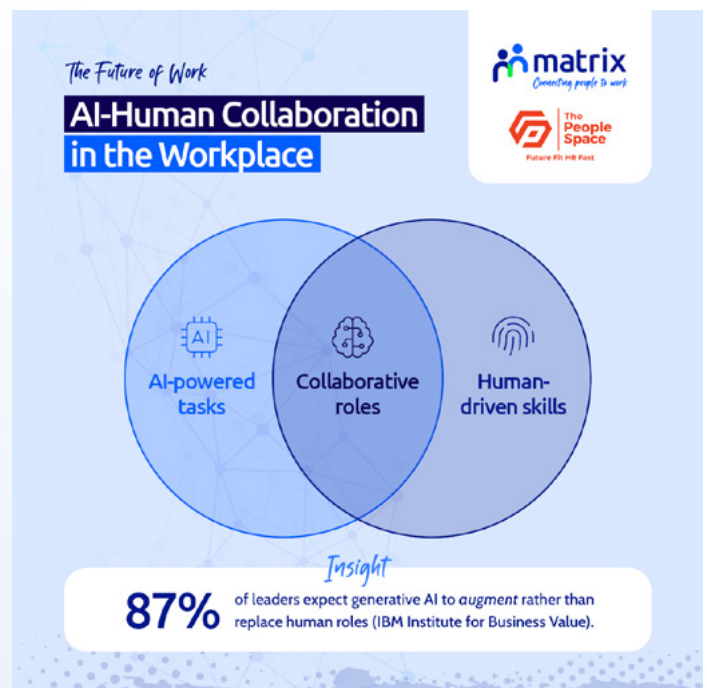 The Future of Work
AI-Human Collaboration
in the Workplace
matrix
Connecting people to work
The
People
Space
Future Fit HR Fast
AI
AI-powered
tasks
Collaborative
roles
Human-
driven skills
Insight
87%
of leaders expect generative AI to augment rather than
replace human roles (IBM Institute for Business Value).